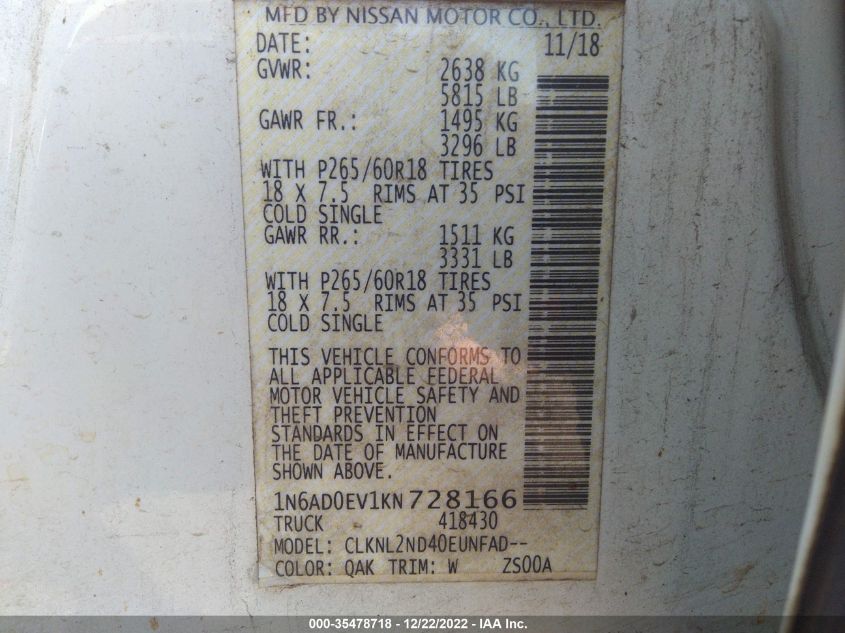 MFD BY NISSAN MOTOR CO., LTD.
DATE: 11/18
GVWR: 2638 KG
5815 LB
GAWR FR.: 1495 KG
3296 LB
WITH P265/60R18 TIRES
18 X 7.5 RIMS AT 35 PSI
COLD SINGLE
GAWR RR.: 1511 KG
3331 LB
WITH P265/60R18 TIRES
18 X 7.5 RIMS AT 35 PSI
COLD SINGLE
THIS VEHICLE CONFORMS TO
ALL APPLICABLE FEDERAL
MOTOR VEHICLE SAFETY AND
THEFT PREVENTION
STANDARDS IN EFFECT ON
THE DATE OF MANUFACTURE
SHOWN ABOVE.
1N6AD0EV1KN728166
TRUCK 418430
MODEL: CLKNL2ND40EUNFAD--
COLOR: QAK TRIM: W ZS00A
000-35478718 - 12/22/2022 - IAA Inc.